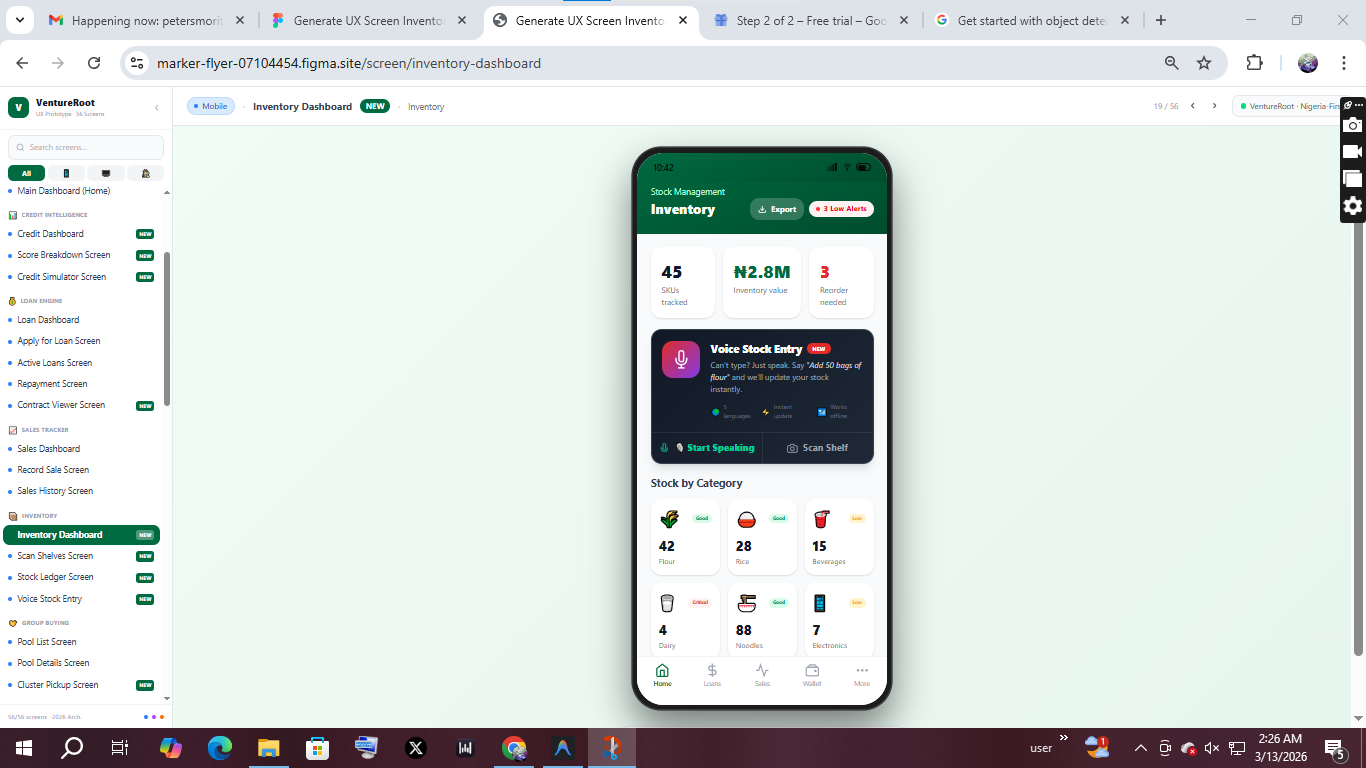 Happening now: petersmorit
Generate UX Screen Invento
Generate UX Screen Invento
Step 2 of 2 – Free trial – Goo
Get started with object dete
marker-flyer-07104454.figma.site/screen/inventory-dashboard
V
VentureRoot
UX Prototype · 56 Screens
Search screens...
All
Main Dashboard (Home)
CREDIT INTELLIGENCE
Credit Dashboard NEW
Score Breakdown Screen NEW
Credit Simulator Screen NEW
LOAN ENGINE
Loan Dashboard
Apply for Loan Screen
Active Loans Screen
Repayment Screen
Contract Viewer Screen NEW
SALES TRACKER
Sales Dashboard
Record Sale Screen
Sales History Screen
INVENTORY
Inventory Dashboard NEW
Scan Shelves Screen NEW
Stock Ledger Screen NEW
Voice Stock Entry NEW
GROUP BUYING
Pool List Screen
Pool Details Screen
Cluster Pickup Screen NEW
56/56 screens · 2026 Arch.
Mobile · Inventory Dashboard NEW · Inventory
19 / 56
VentureRoot · Nigeria-Firs
10:42
Stock Management
Inventory
Export
3 Low Alerts
45
SKUs
tracked
₦2.8M
Inventory value
3
Reorder
needed
Voice Stock Entry NEW
Can't type? Just speak. Say "Add 50 bags of
flour" and we'll update your stock
instantly.
5
languages
Instant
update
Works
offline
Start Speaking
Scan Shelf
Stock by Category
Good
42
Flour
Good
28
Rice
Low
15
Beverages
Critical
4
Dairy
Good
88
Noodles
Low
7
Electronics
Home
Loans
Sales
Wallet
More
user
2:26 AM
3/13/2026
5